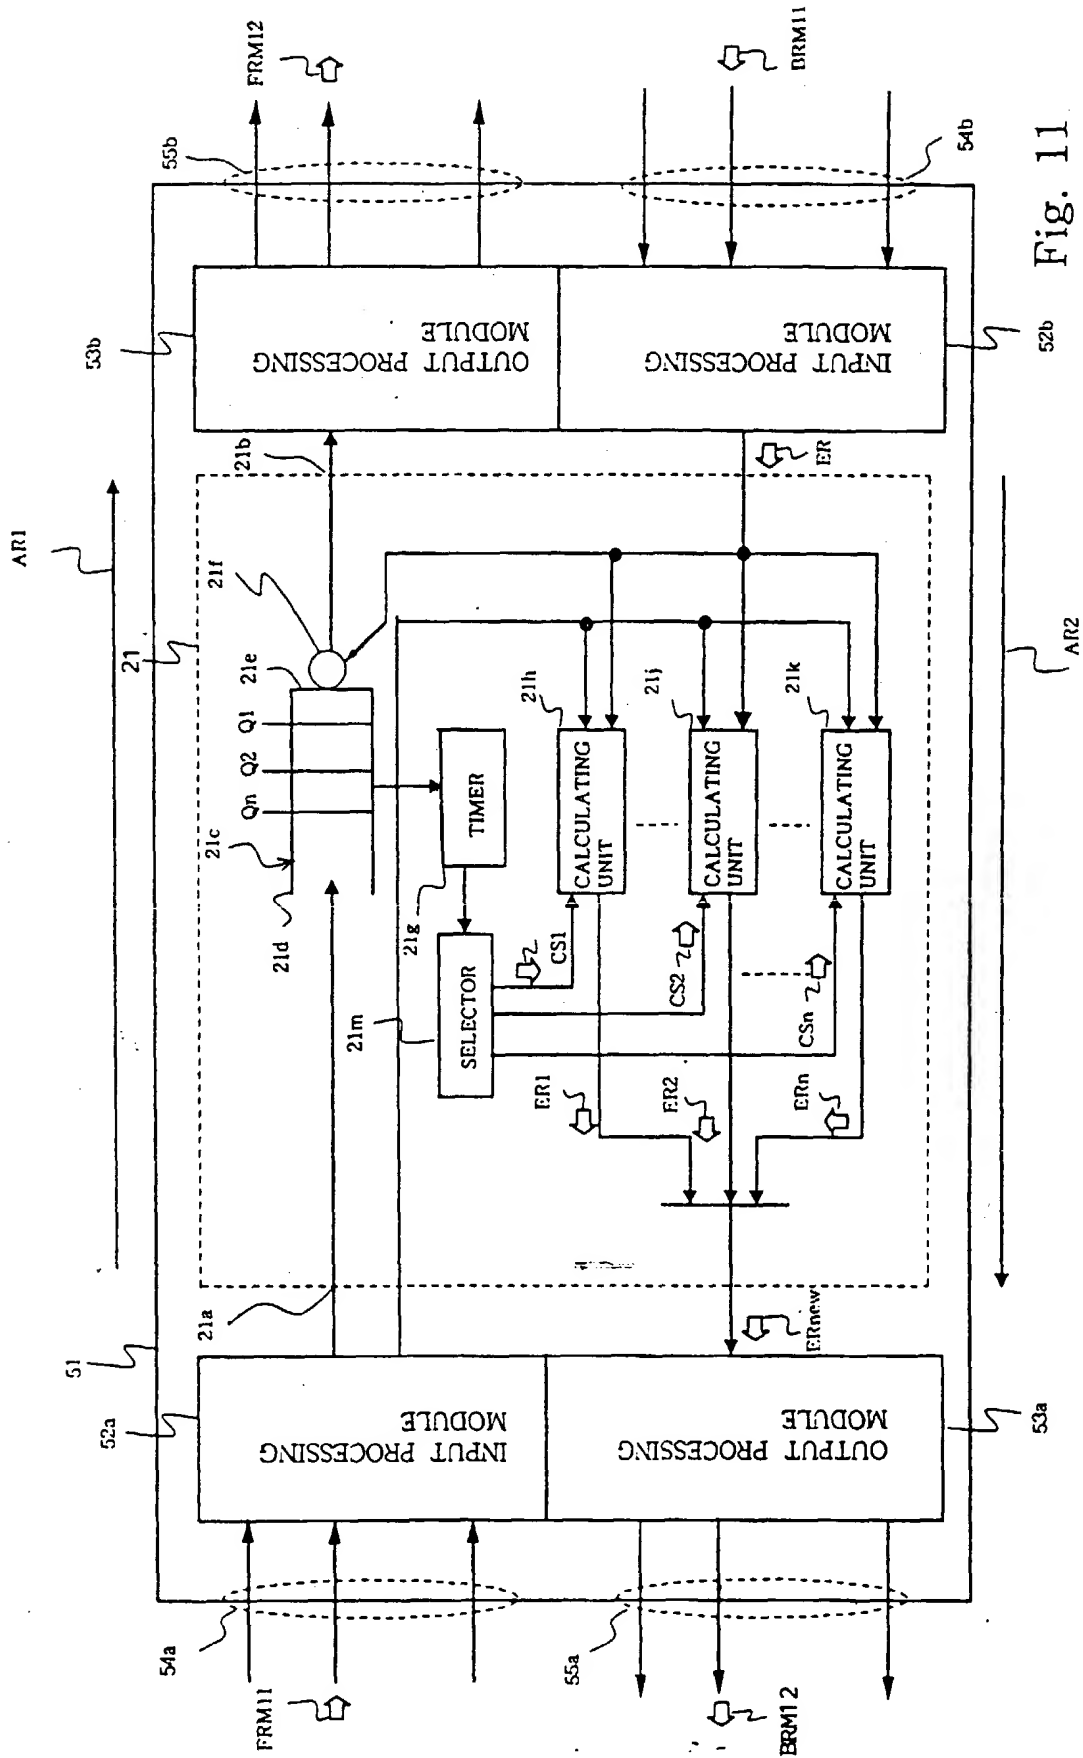 AR1
51
21
52a
INPUT PROCESSING
MODULE
53a
OUTPUT PROCESSING
MODULE
53b
OUTPUT PROCESSING
MODULE
52b
INPUT PROCESSING
MODULE
54a
FRM11
55a
BRM12
55b
FRM12
54b
BRM11
21a
21b
21c
21d
21e
21f
Qn
Q2
Q1
21g
TIMER
21m
SELECTOR
21h
CALCULATING
UNIT
21j
CALCULATING
UNIT
21k
CALCULATING
UNIT
CS1
CS2
CSn
ER1
ER2
ERn
ERnew
ER
AR2
Fig. 11